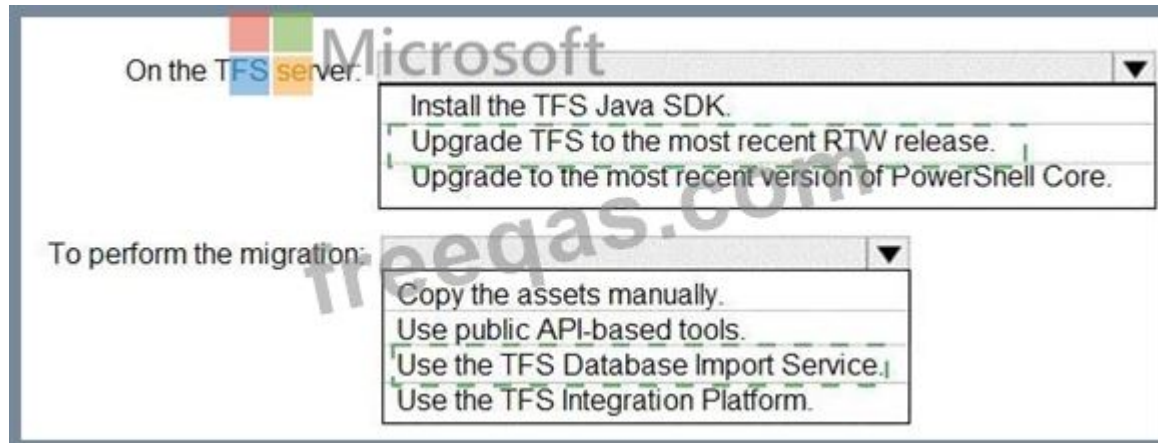 Microsoft
On the TFS server:
Install the TFS Java SDK.
Upgrade TFS to the most recent RTW release.
Upgrade to the most recent version of PowerShell Core.
freeqas.com
To perform the migration:
Copy the assets manually.
Use public API-based tools.
Use the TFS Database Import Service.
Use the TFS Integration Platform.